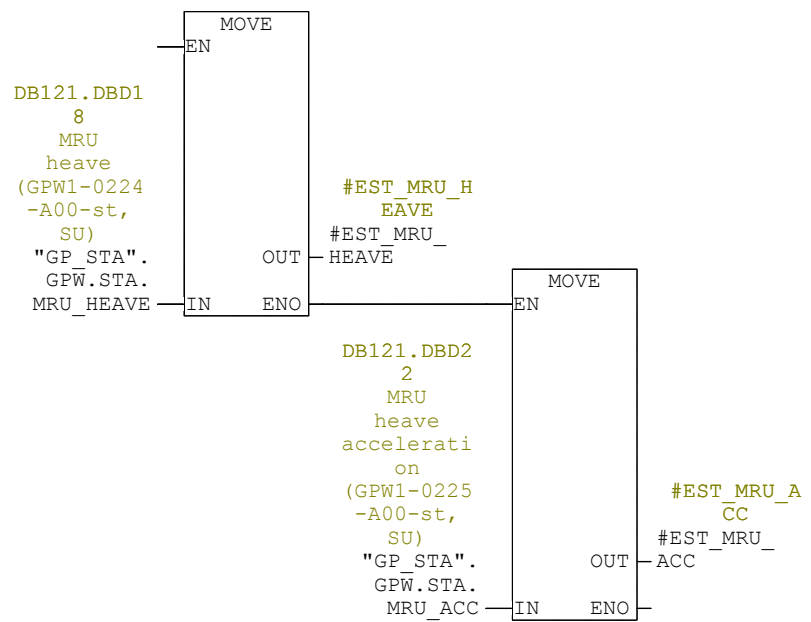 MOVE
EN
DB121.DBD1
8
MRU
heave
(GPW1-0224
-A00-st,
SU)
"GP_STA".
GPW.STA.
MRU_HEAVE
IN
#EST_MRU_H
EAVE
#EST_MRU_
HEAVE
OUT
ENO
MOVE
EN
DB121.DBD2
2
MRU
heave
accelerati
on
(GPW1-0225
-A00-st,
SU)
"GP_STA".
GPW.STA.
MRU_ACC
IN
#EST_MRU_A
CC
#EST_MRU_
ACC
OUT
ENO